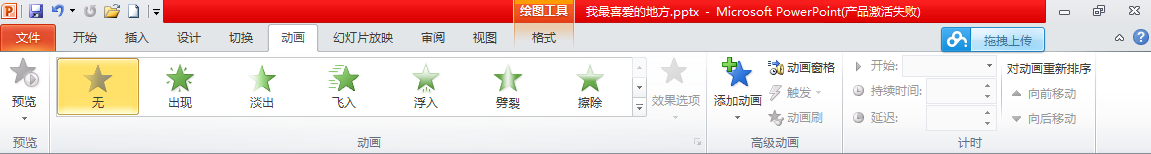 绘图工具 我最喜爱的地方.pptx - Microsoft PowerPoint(产品激活失败)
文件 开始 插入 设计 切换 动画 幻灯片放映 审阅 视图 格式 拖拽上传
预览 无 出现 淡出 飞入 浮入 劈裂 擦除 效果选项 添加动画
动画窗格
触发
动画刷
开始:
持续时间:
延迟:
对动画重新排序
向前移动
向后移动
预览 动画 高级动画 计时